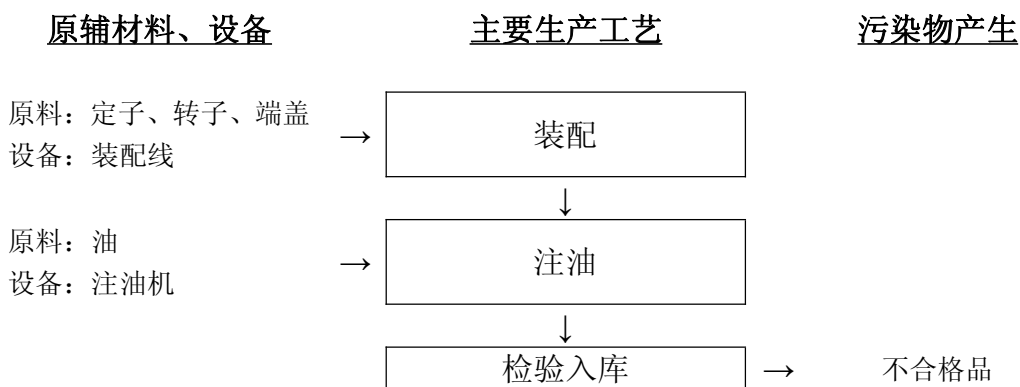 原辅材料、设备 主要生产工艺 污染物产生
原料：定子、转子、端盖
设备：装配线
→ 装配
↓
原料：油
设备：注油机
→ 注油
↓
检验入库 → 不合格品